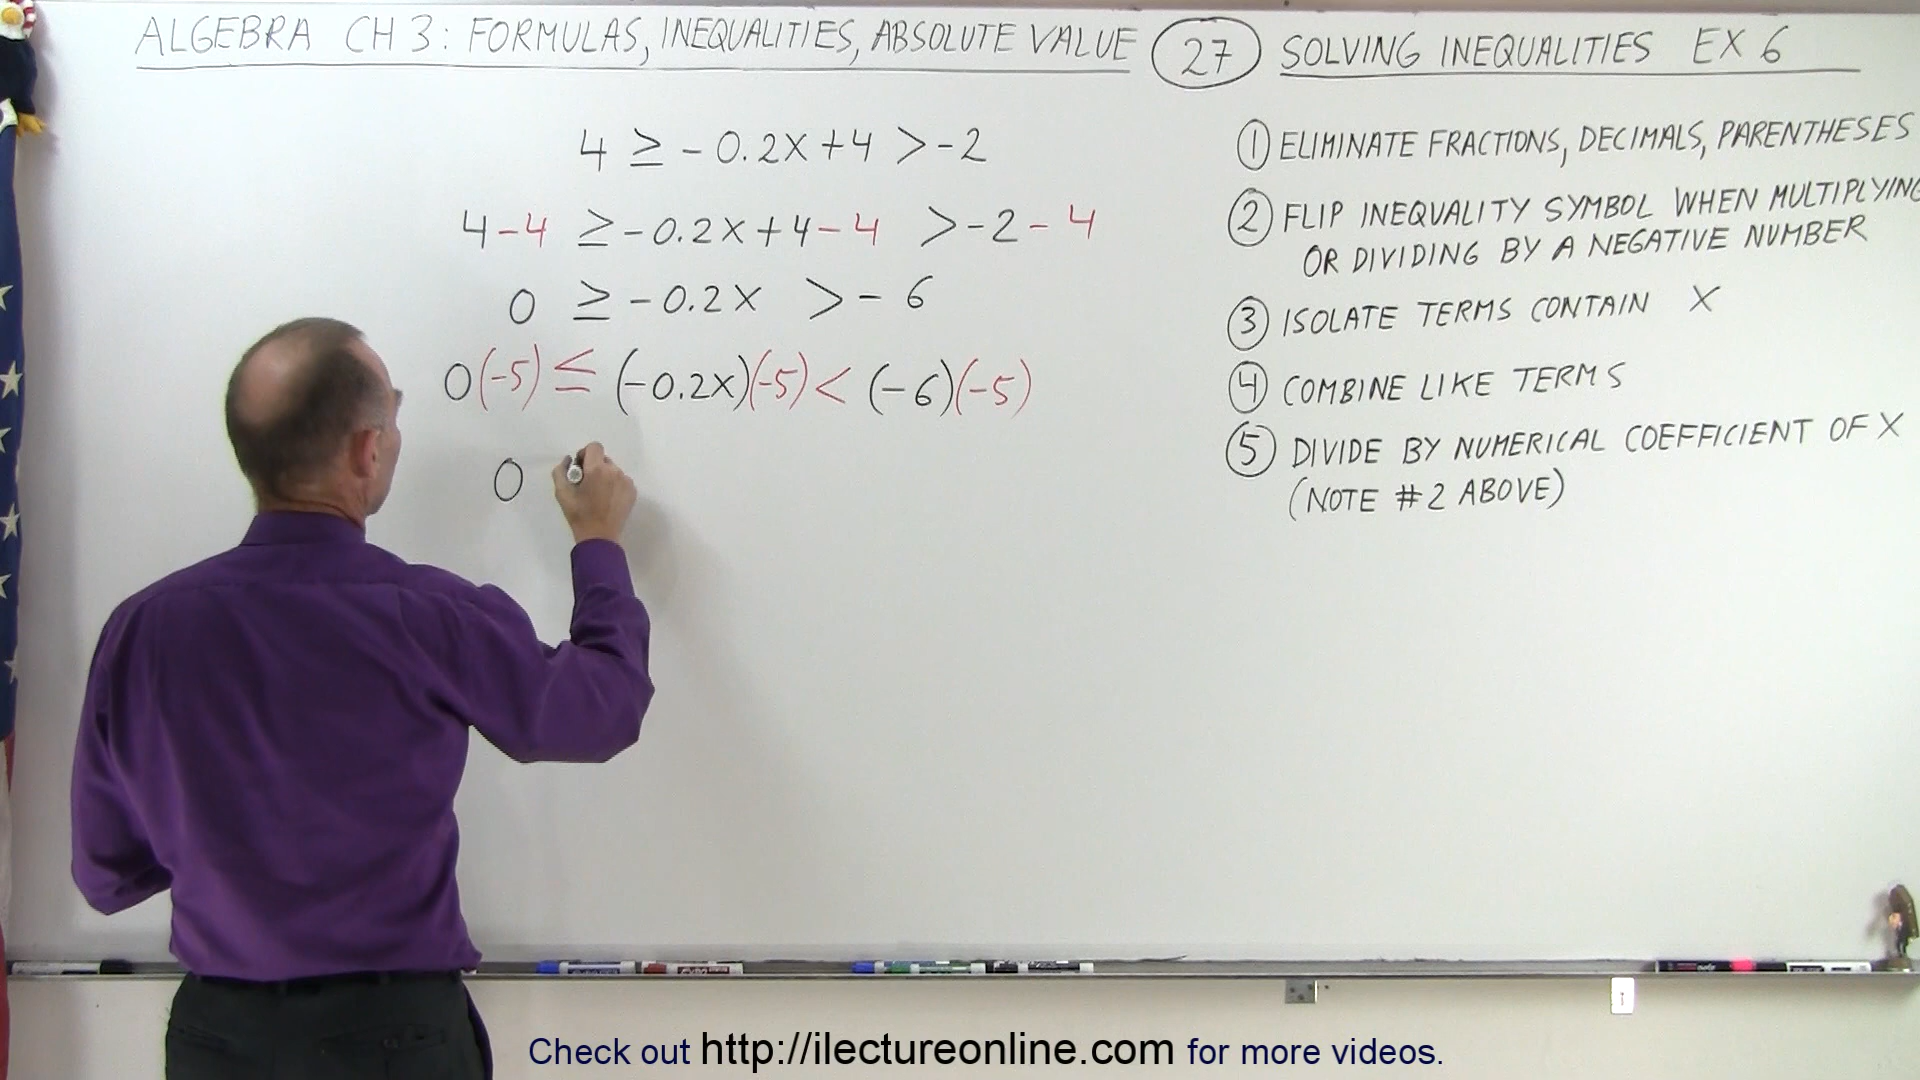 ALGEBRA CH 3: FORMULAS, INEQUALITIES, ABSOLUTE VALUE 27 SOLVING INEQUALITIES EX 6
4 ≥ -0.2X+4 > -2
4-4 ≥ -0.2X+4-4 > -2-4
0 ≥ -0.2X > -6
0(-5) ≤ (-0.2X)(-5) < (-6)(-5)
0
① ELIMINATE FRACTIONS, DECIMALS, PARENTHESES
② FLIP INEQUALITY SYMBOL WHEN MULTIPLYING
OR DIVIDING BY A NEGATIVE NUMBER
③ ISOLATE TERMS CONTAIN X
④ COMBINE LIKE TERMS
⑤ DIVIDE BY NUMERICAL COEFFICIENT OF X
(NOTE #2 ABOVE)
Check out http://ilectureonline.com for more videos.